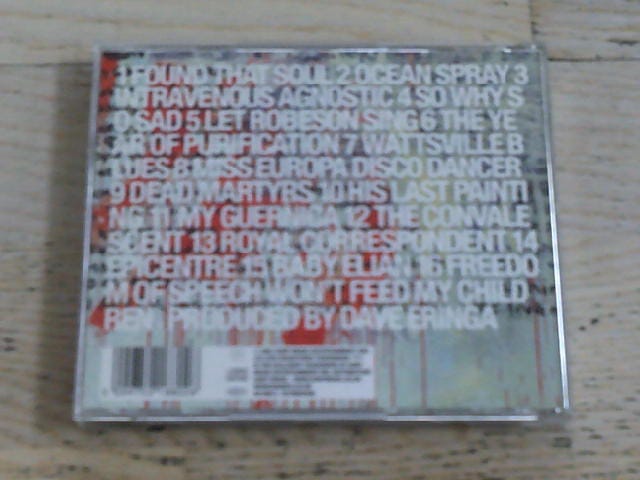 1 FOUND THAT SOUL 2 OCEAN SPRAY 3
INTRAVENOUS AGNOSTIC 4 SO WHY S
O SAD 5 LET ROBESON SING 6 THE YE
AR OF PURIFICATION 7 WATTSVILLE B
LUES 8 MISS EUROPA DISCO DANCER
9 DEAD MARTYRS 10 HIS LAST PAINTI
NG 11 MY GUERNICA 12 THE CONVALE
SCENT 13 ROYAL CORRESPONDENT 14
EPICENTRE 15 BABY ELIAN 16 FREEDO
M OF SPEECH WON'T FEED MY CHILD
REN PRODUCED BY DAVE ERINGA